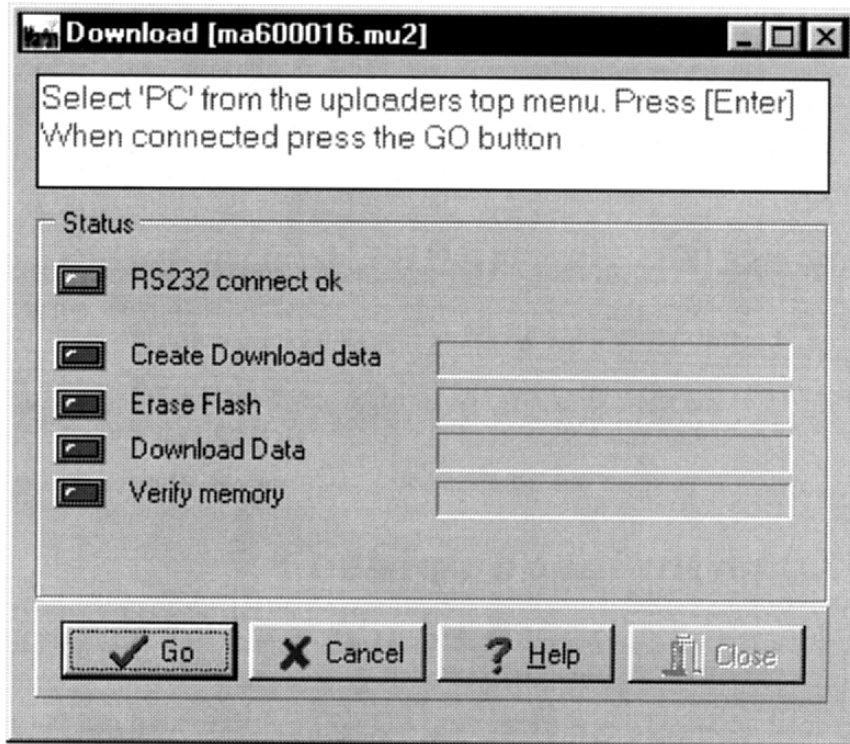 Download [ma600016.mu2]
Select 'PC' from the uploaders top menu. Press [Enter]
When connected press the GO button
Status
RS232 connect ok
Create Download data
Erase Flash
Download Data
Verify memory
Go
Cancel
Help
Close